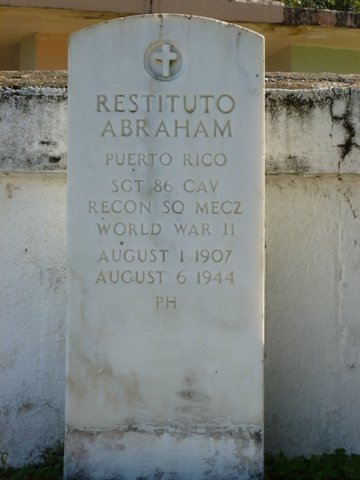 RESTITUTO
ABRAHAM
PUERTO RICO
SGT 86 CAV
RECON SQ MECZ
WORLD WAR II
AUGUST 1 1907
AUGUST 6 1944
PH